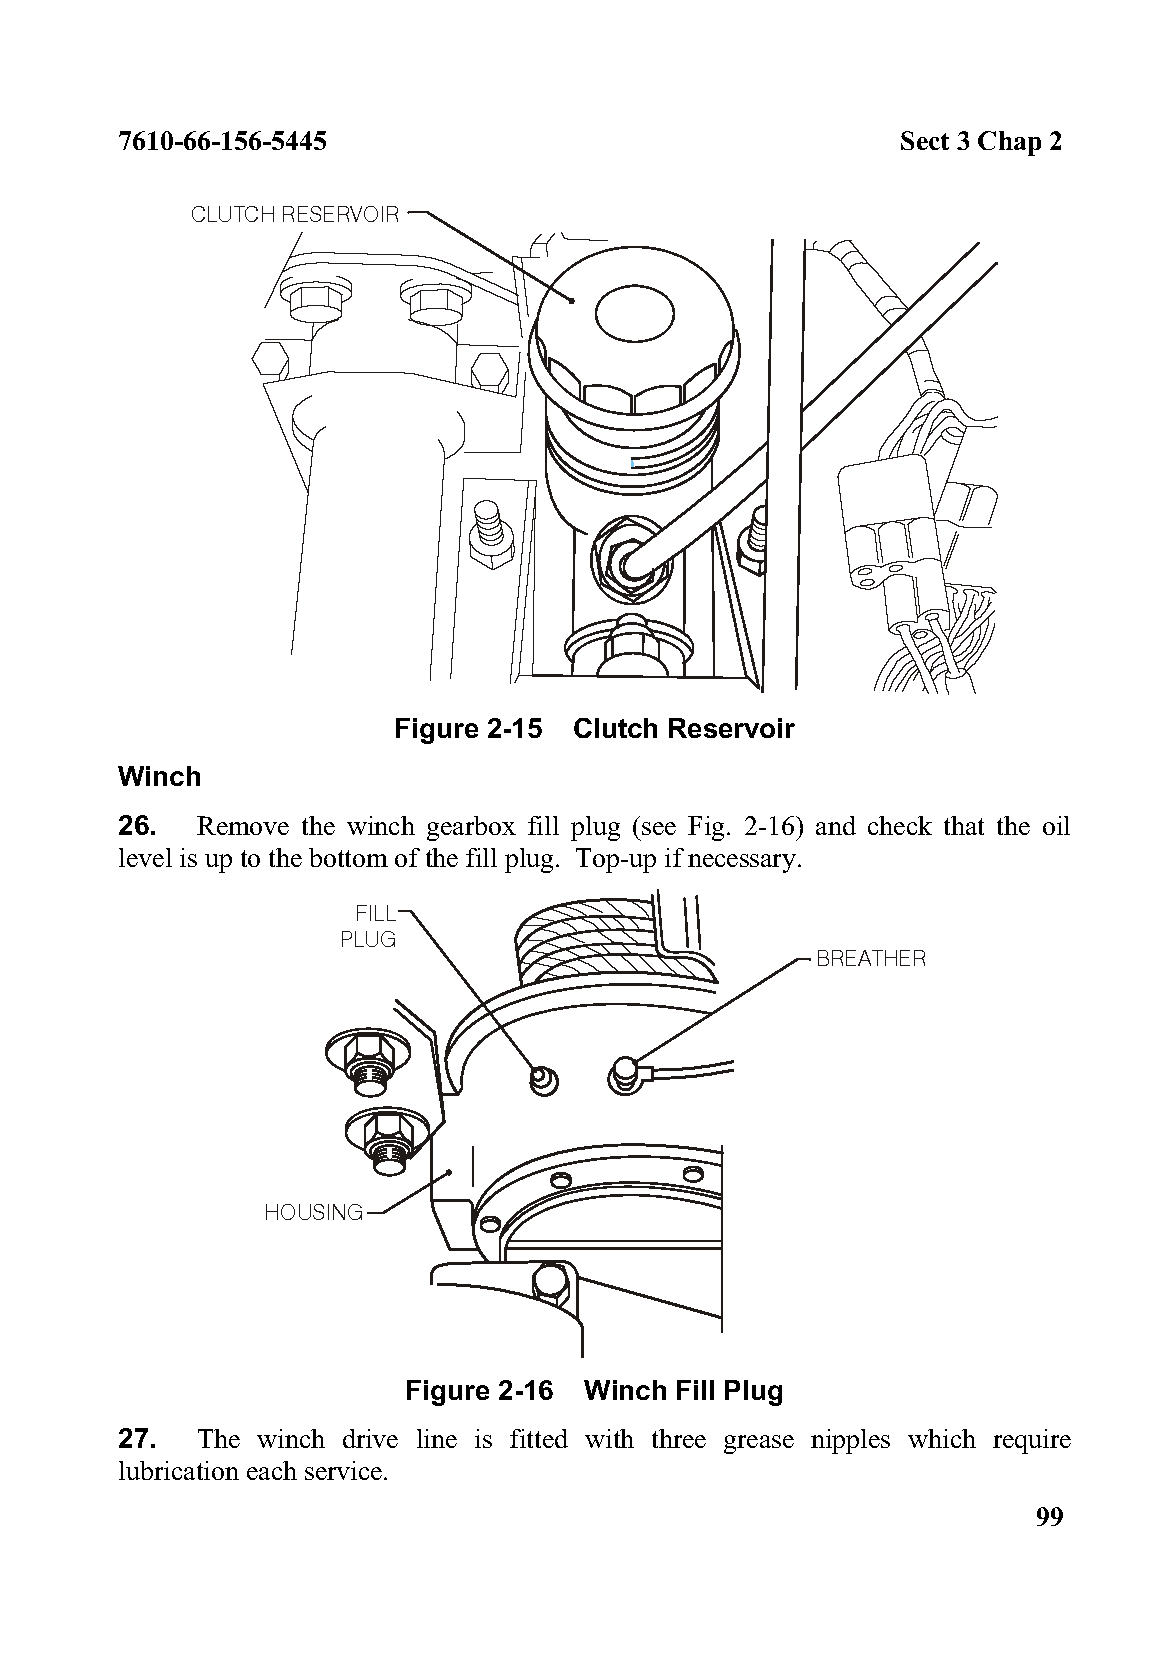 7610-66-156-5445 Sect 3 Chap 2
CLUTCH RESERVOIR
Figure 2-15 Clutch Reservoir
Winch
26. Remove the winch gearbox fill plug (see Fig. 2-16) and check that the oil
level is up to the bottom of the fill plug. Top-up if necessary.
FILL
PLUG
BREATHER
HOUSING
Figure 2-16 Winch Fill Plug
27. The winch drive line is fitted with three grease nipples which require
lubrication each service.
99